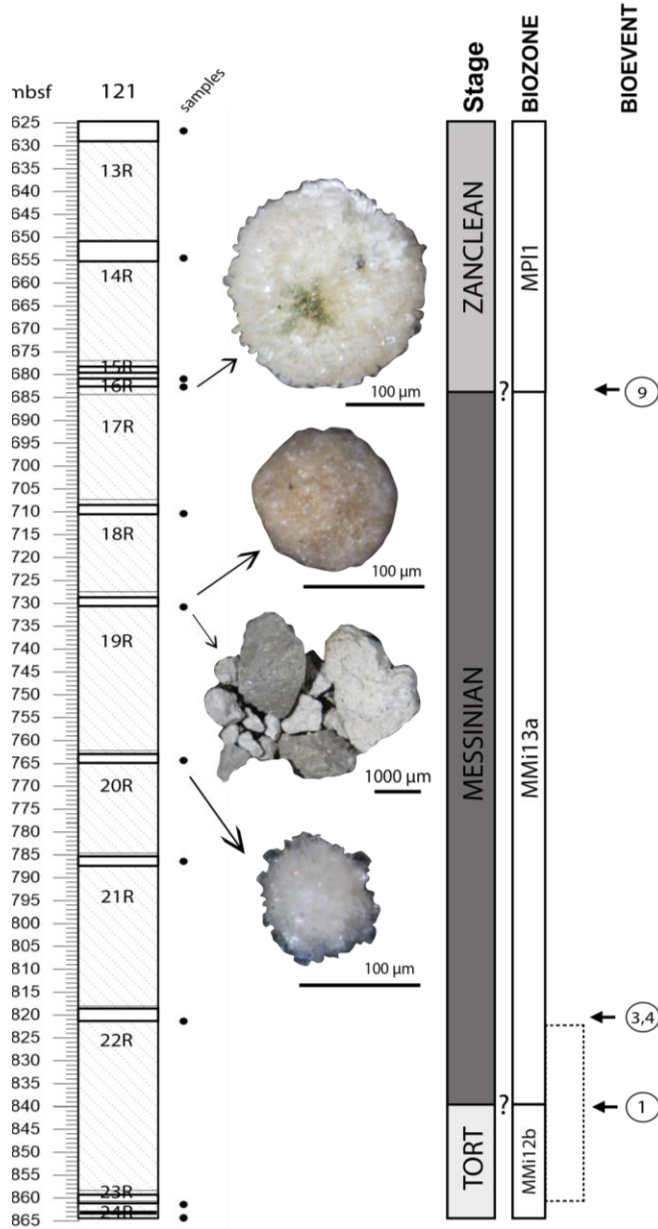 mbsf
121
samples
Stage
BIOZONE
BIOEVENT
625
630
635
640
645
650
655
660
665
670
675
680
685
690
695
700
705
710
715
720
725
730
735
740
745
750
755
760
765
770
775
780
785
790
795
800
805
810
815
820
825
830
835
840
845
850
855
860
865
13R
14R
15R
16R
17R
18R
19R
20R
21R
22R
23R
24R
100 µm
100 µm
1000 µm
100 µm
ZANCLEAN
MESSINIAN
TORT
?
?
MPl1
MMi13a
MMi12b
9
3,4
1